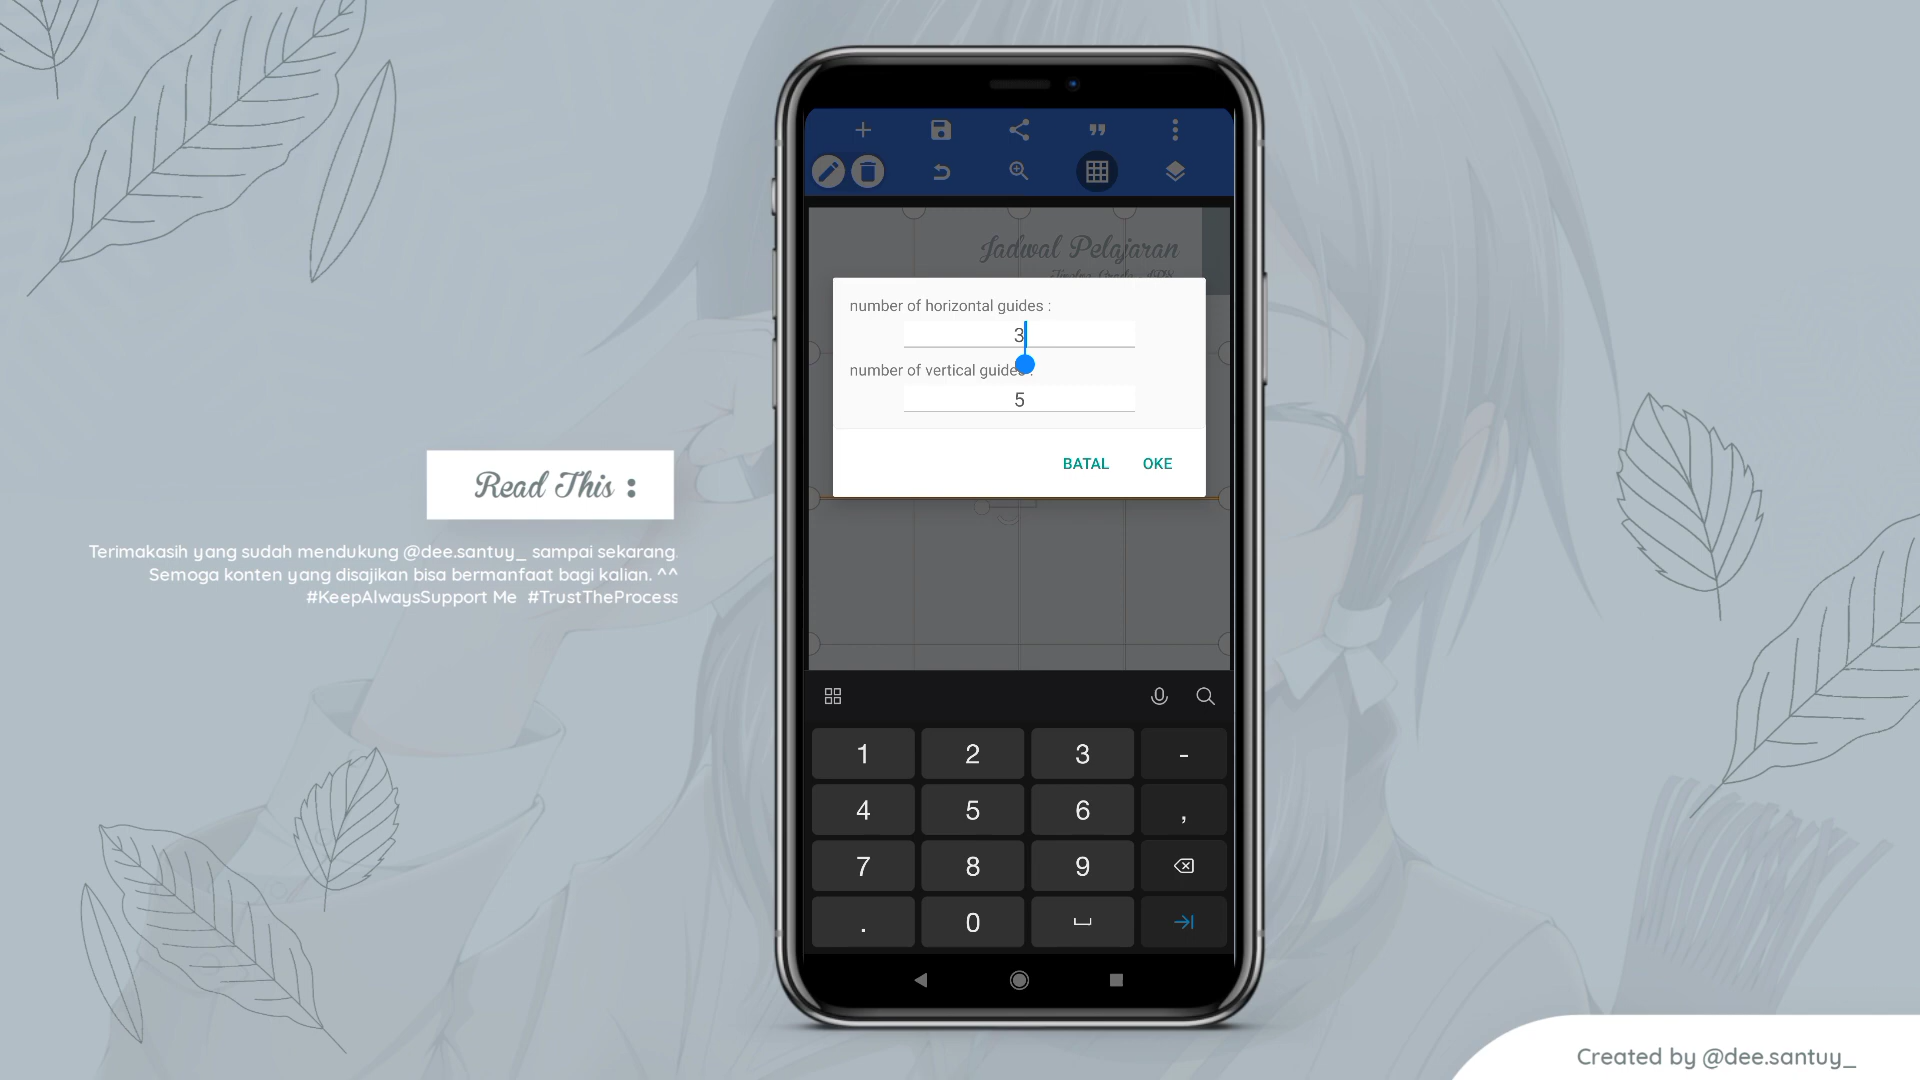 Jadwal Pelajaran
number of horizontal guides :
3
number of vertical guides :
5
BATAL OKE
Read This :
Terimakasih yang sudah mendukung @dee.santuy_ sampai sekarang.
Semoga konten yang disajikan bisa bermanfaat bagi kalian. ^^
#KeepAlwaysSupport Me #TrustTheProcess
1 2 3 -
4 5 6 ,
7 8 9
. 0
Created by @dee.santuy_